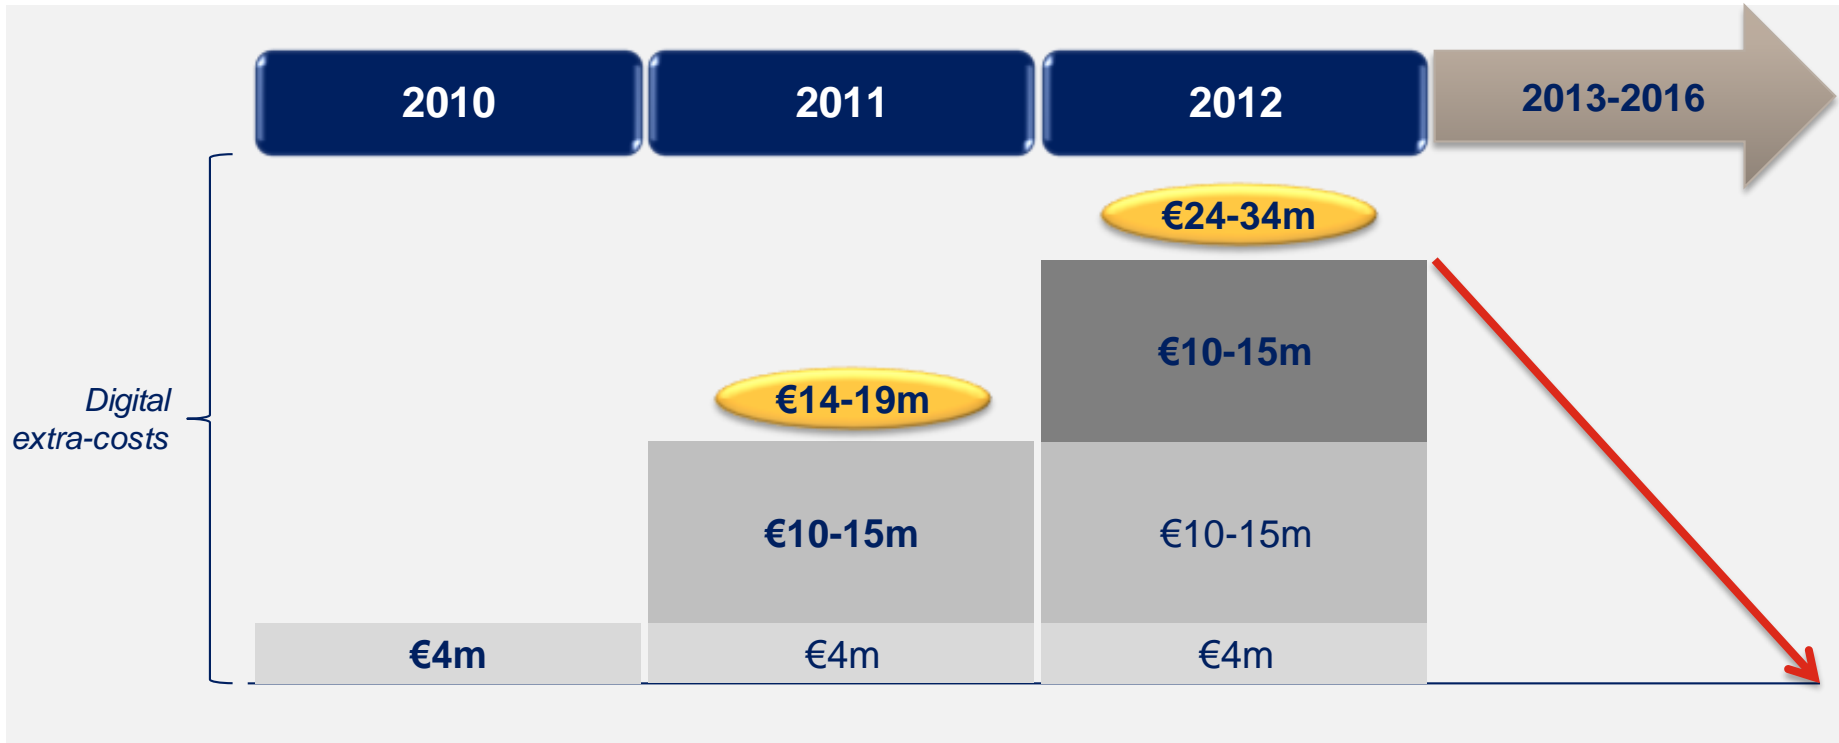 2010
2011
2012
2013-2016
€24-34m
€10-15m
€14-19m
Digital
extra-costs
€10-15m
€10-15m
€4m
€4m
€4m